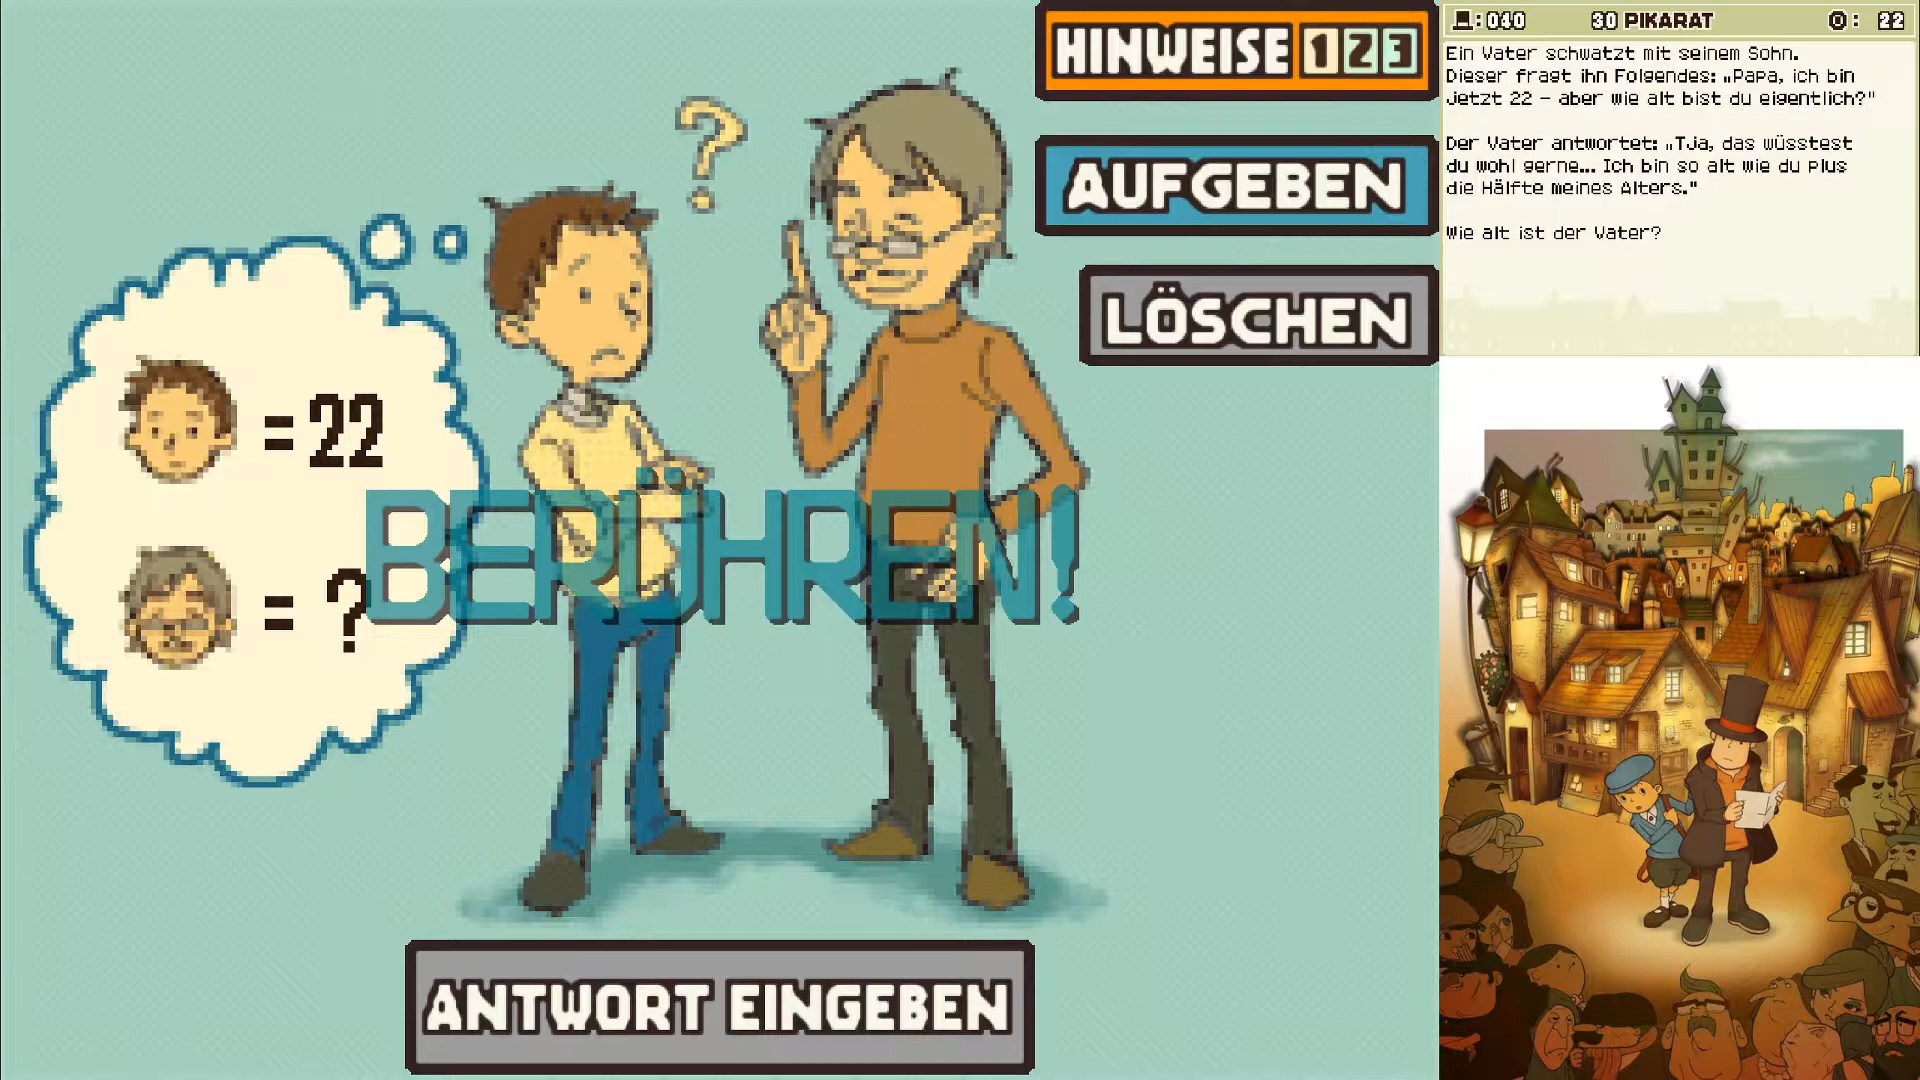 HINWEISE 1 2 3
AUFGEBEN
LÖSCHEN
= 22
= ?
?
BERÜHREN!
ANTWORT EINGEBEN
:040 30 PIKARAT : 22
Ein Vater schwatzt mit seinem Sohn.
Dieser fragt ihn Folgendes: „Papa, ich bin
jetzt 22 – aber wie alt bist du eigentlich?"
Der Vater antwortet: „Tja, das wüsstest
du wohl gerne... Ich bin so alt wie du plus
die Hälfte meines Alters."
Wie alt ist der Vater?